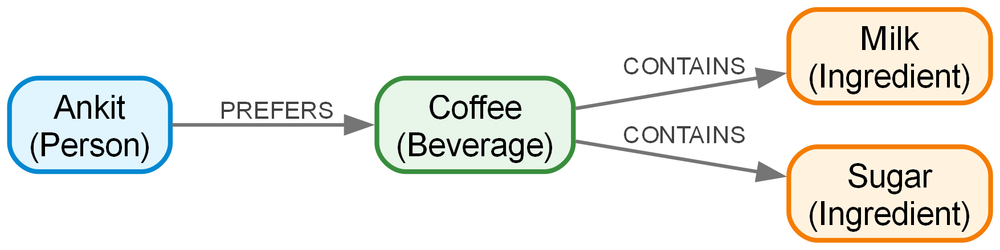 Ankit
(Person)
PREFERS
Coffee
(Beverage)
CONTAINS
Milk
(Ingredient)
CONTAINS
Sugar
(Ingredient)